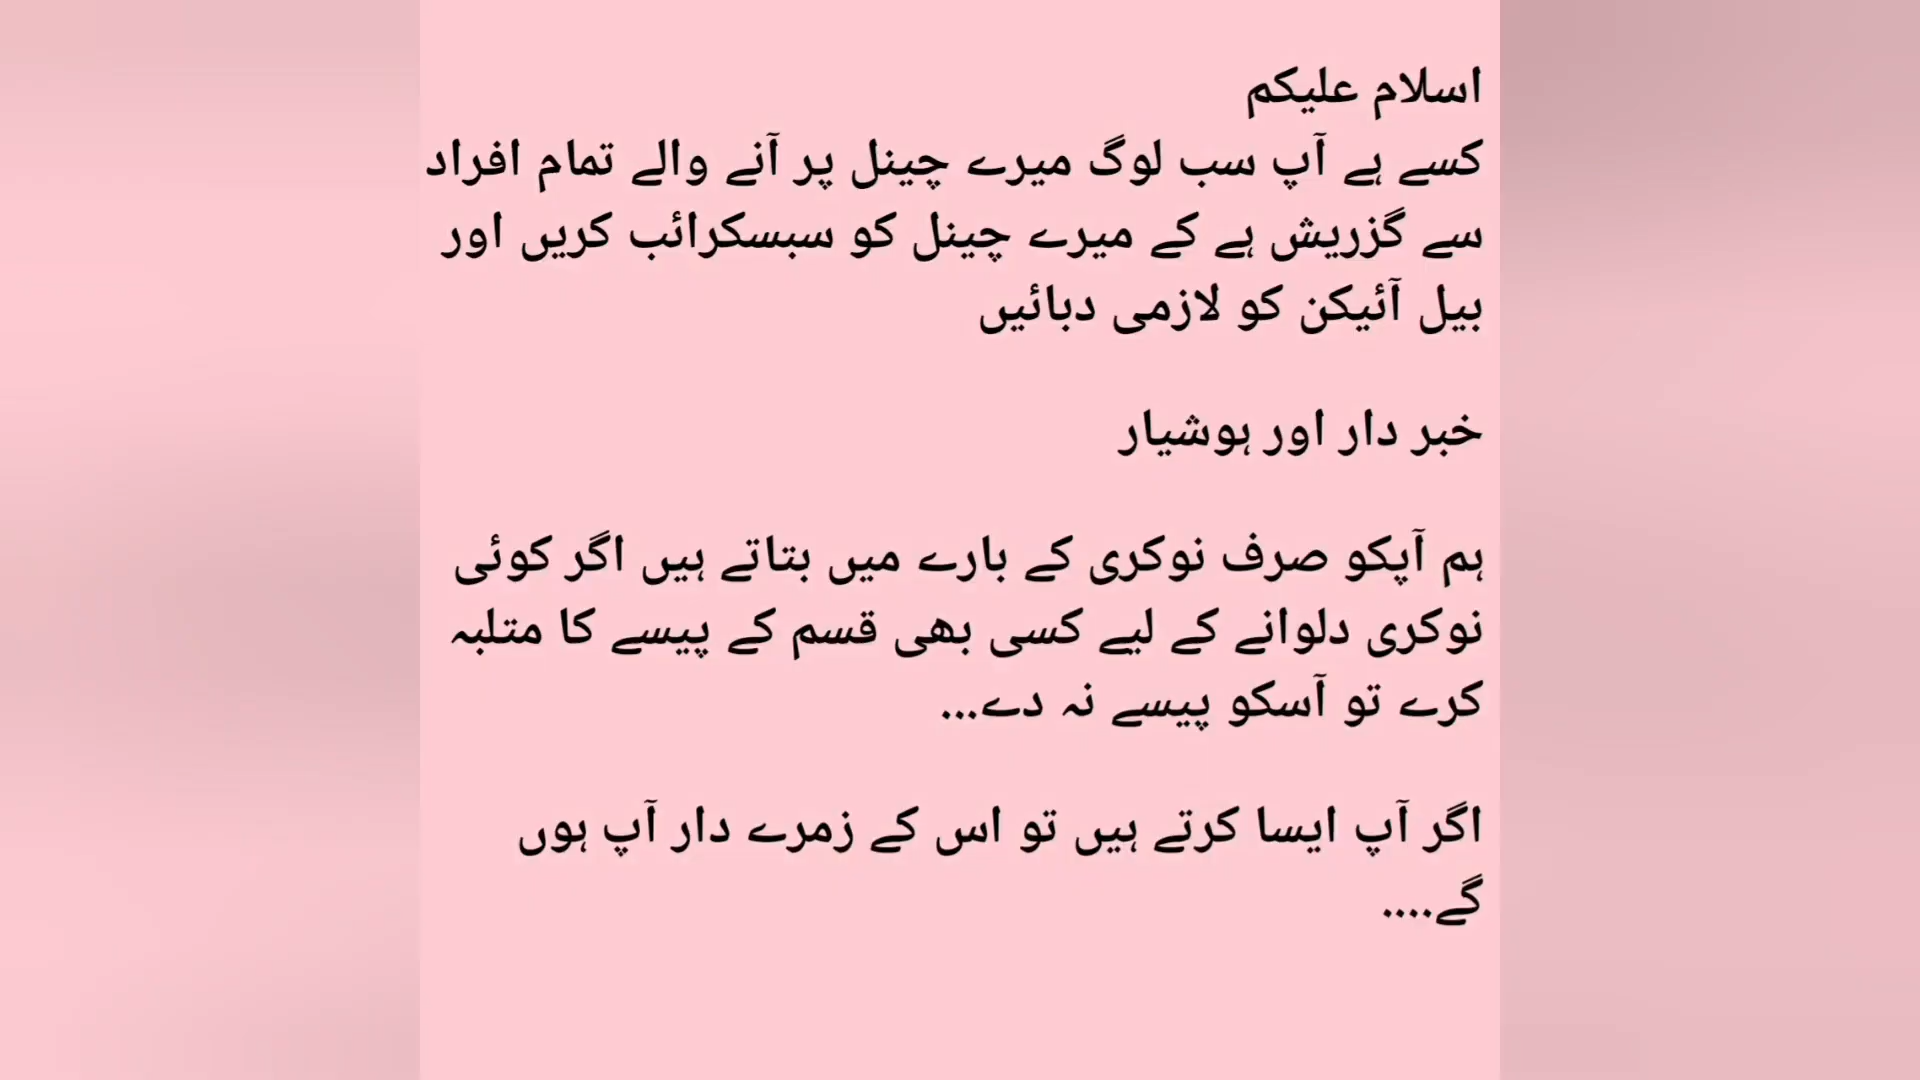 اسلام علیکم
کسے ہے آپ سب لوگ میرے چینل پر آنے والے تمام افراد
سے گزریش ہے کے میرے چینل کو سبسکرائب کریں اور
بیل آئیکن کو لازمی دبائیں
خبر دار اور ہوشیار
ہم آپکو صرف نوکری کے بارے میں بتاتے ہیں اگر کوئی
نوکری دلوانے کے لیے کسی بھی قسم کے پیسے کا متلبہ
کرے تو آسکو پیسے نہ دے...
اگر آپ ایسا کرتے ہیں تو اس کے زمرے دار آپ ہوں
گے....